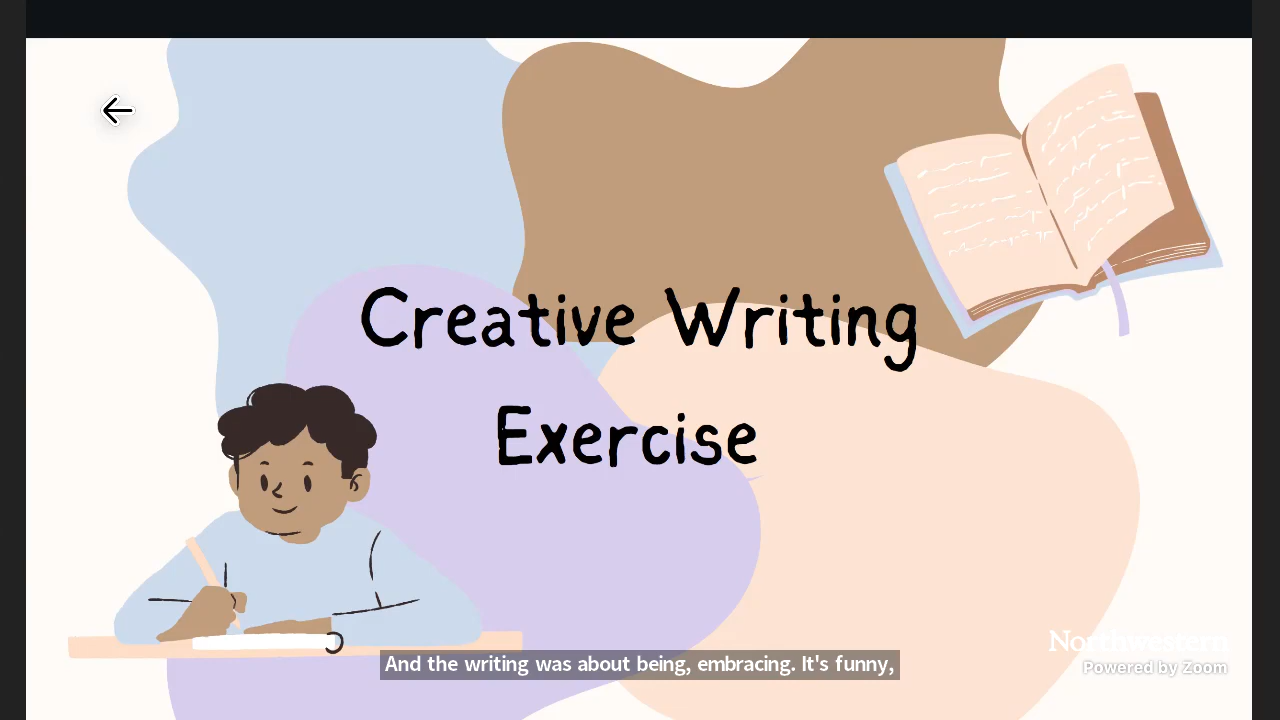 Creative Writing
Exercise
And the writing was about being, embracing. It's funny,
Northwestern
Powered by Zoom